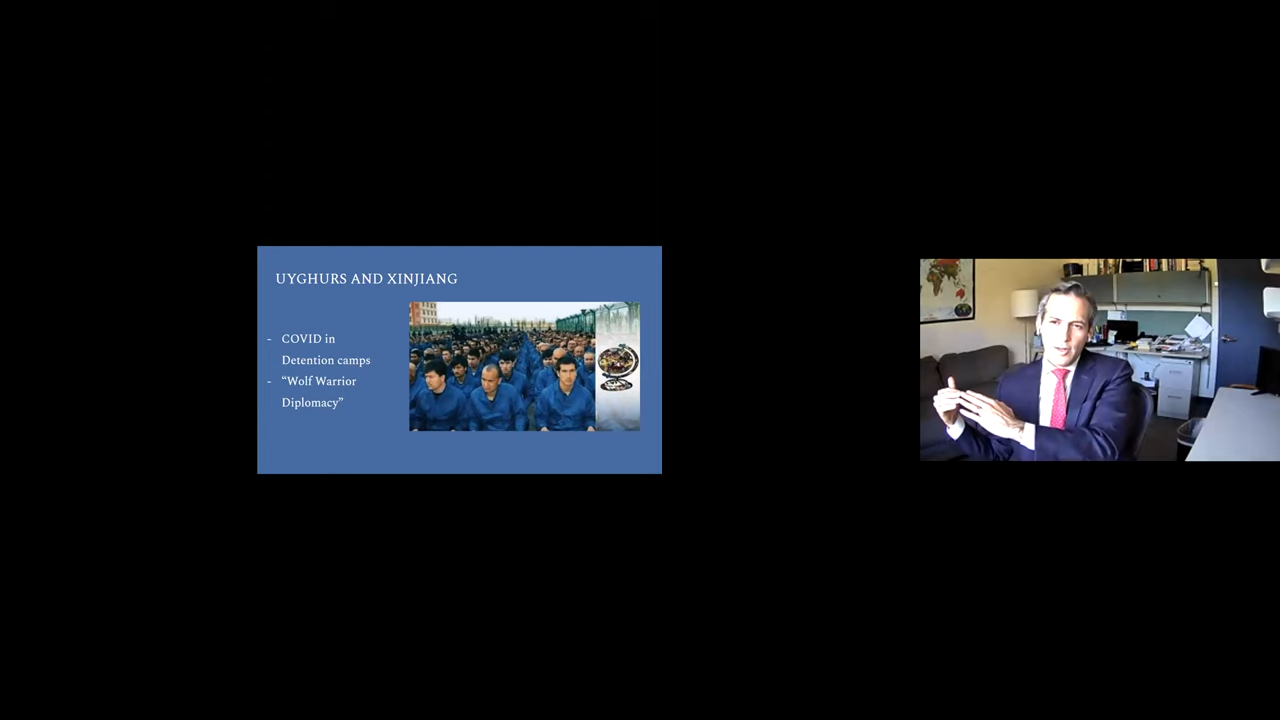 UYGHURS AND XINJIANG
- COVID in
Detention camps
- “Wolf Warrior
Diplomacy”